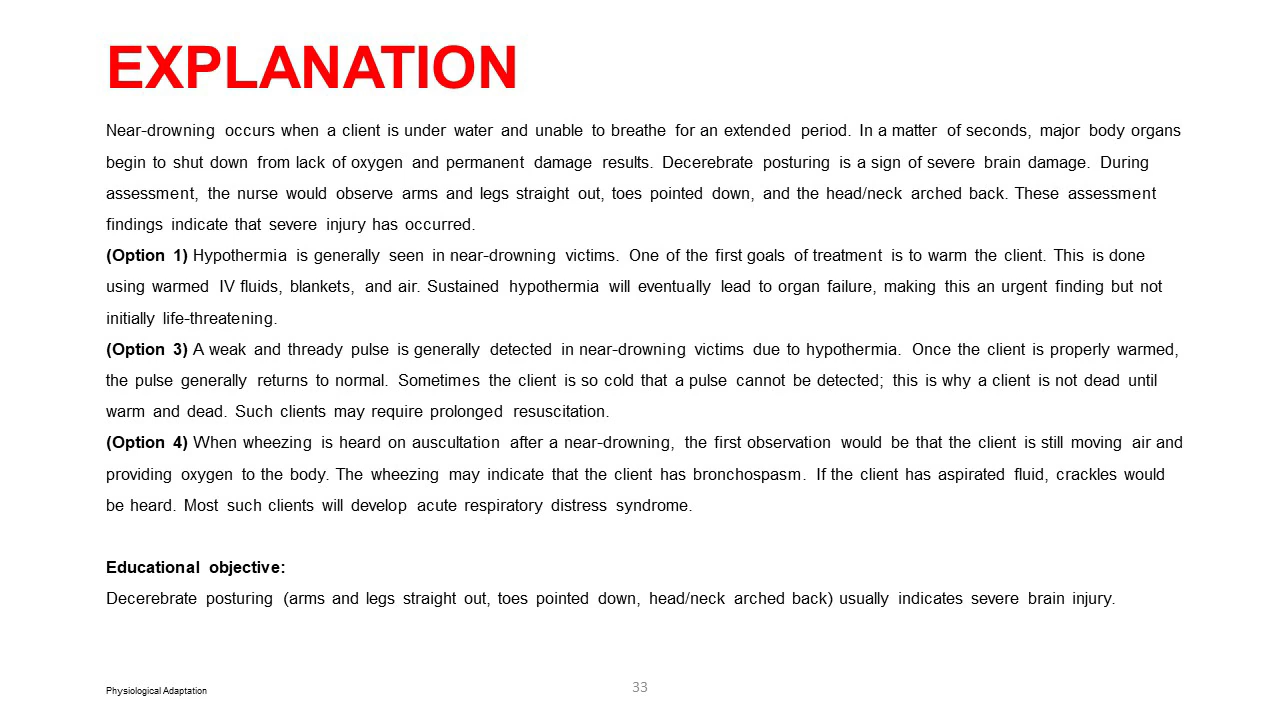 EXPLANATION
Near-drowning occurs when a client is under water and unable to breathe for an extended period. In a matter of seconds, major body organs
begin to shut down from lack of oxygen and permanent damage results. Decerebrate posturing is a sign of severe brain damage. During
assessment, the nurse would observe arms and legs straight out, toes pointed down, and the head/neck arched back. These assessment
findings indicate that severe injury has occurred.
(Option 1) Hypothermia is generally seen in near-drowning victims. One of the first goals of treatment is to warm the client. This is done
using warmed IV fluids, blankets, and air. Sustained hypothermia will eventually lead to organ failure, making this an urgent finding but not
initially life-threatening.
(Option 3) A weak and thready pulse is generally detected in near-drowning victims due to hypothermia. Once the client is properly warmed,
the pulse generally returns to normal. Sometimes the client is so cold that a pulse cannot be detected; this is why a client is not dead until
warm and dead. Such clients may require prolonged resuscitation.
(Option 4) When wheezing is heard on auscultation after a near-drowning, the first observation would be that the client is still moving air and
providing oxygen to the body. The wheezing may indicate that the client has bronchospasm. If the client has aspirated fluid, crackles would
be heard. Most such clients will develop acute respiratory distress syndrome.
Educational objective:
Decerebrate posturing (arms and legs straight out, toes pointed down, head/neck arched back) usually indicates severe brain injury.
Physiological Adaptation
33